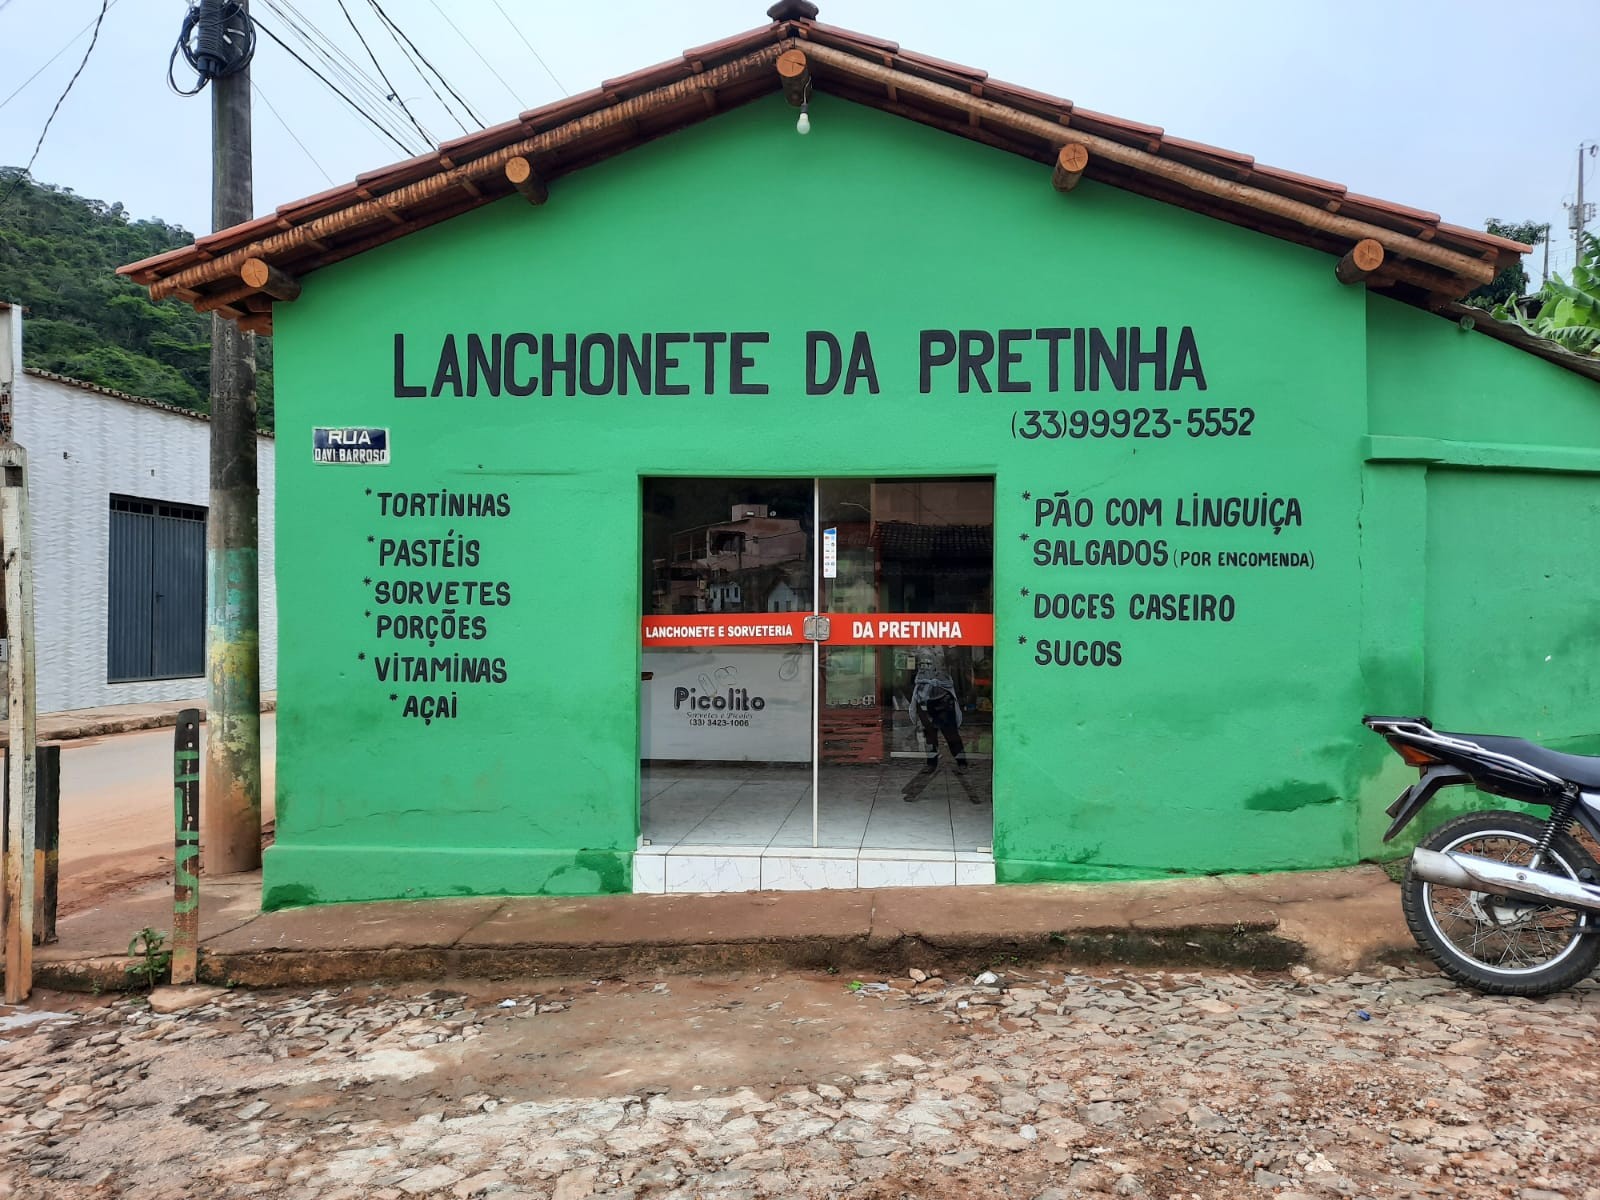 LANCHONETE DA PRETINHA
(33)99923-5552
RUA
DAVI BARROSO
*TORTINHAS
*PASTÉIS
*SORVETES
*PORÇÕES
*VITAMINAS
*AÇAI
*PÃO COM LINGUIÇA
*SALGADOS (POR ENCOMENDA)
*DOCES CASEIRO
*SUCOS
LANCHONETE E SORVETERIA DA PRETINHA
Picolito
Sorvetes e Picolés
(33) 3423-1006